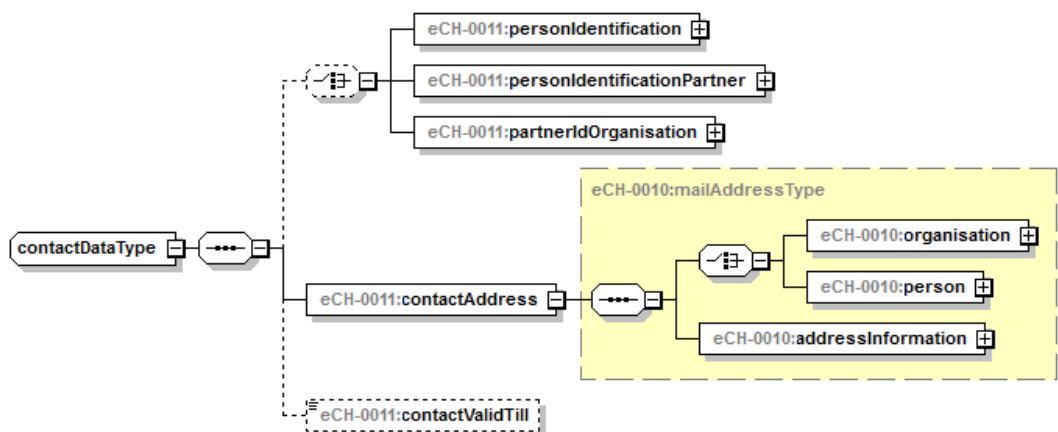 eCH-0011:personIdentification
eCH-0011:personIdentificationPartner
eCH-0011:partnerIdOrganisation
eCH-0010:mailAddressType
contactDataType
eCH-0010:organisation
eCH-0010:person
eCH-0011:contactAddress
eCH-0010:addressInformation
eCH-0011:contactValidTill